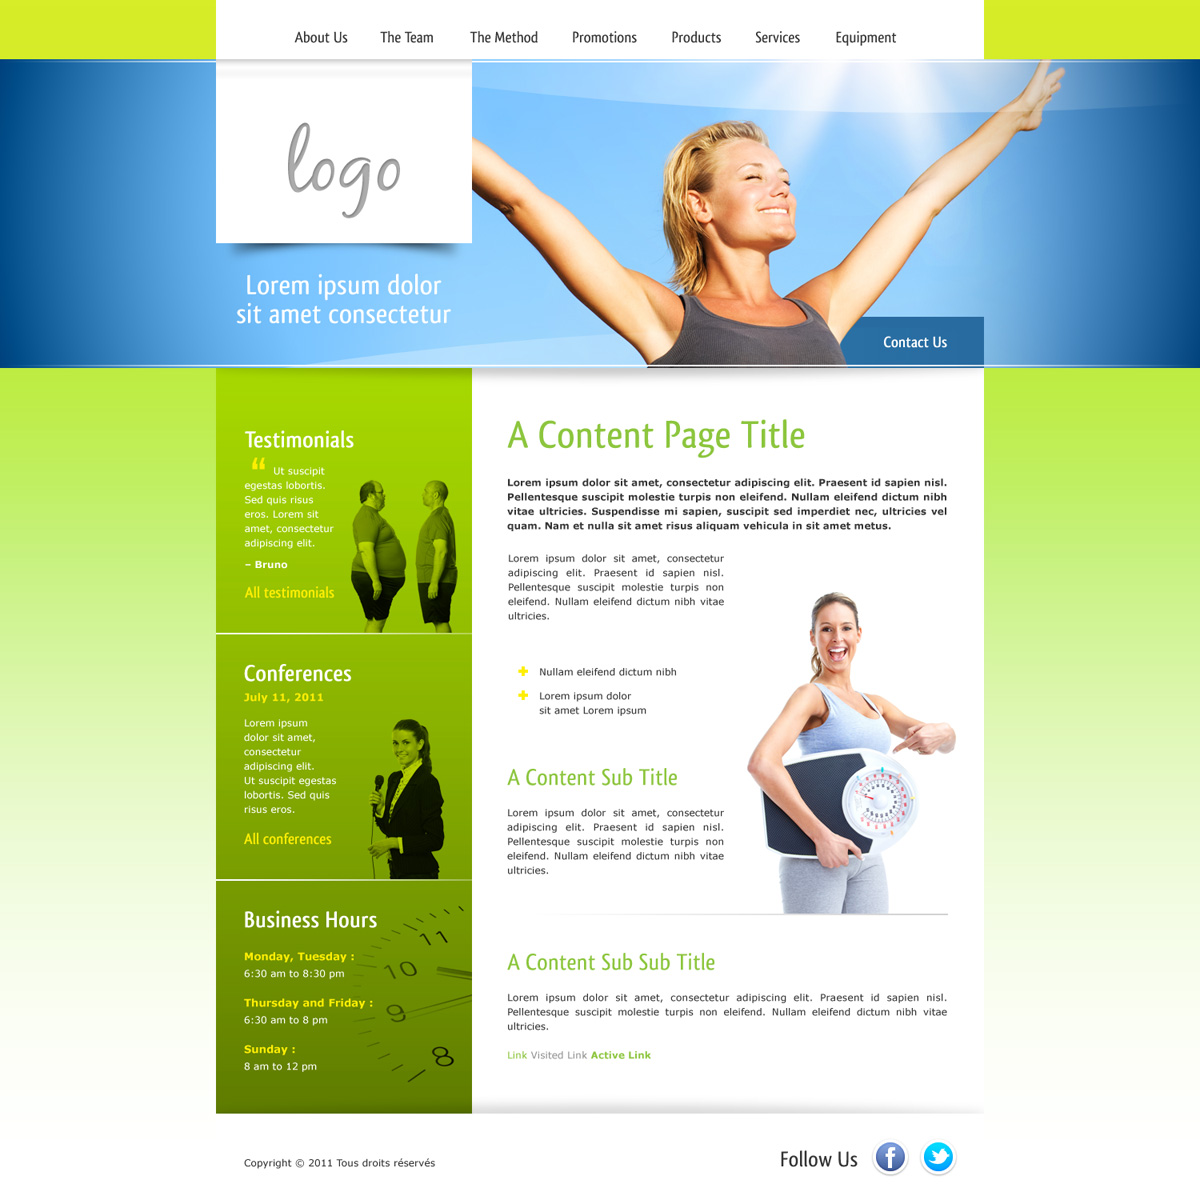 About Us The Team The Method Promotions Products Services Equipment
logo
Lorem ipsum dolor
sit amet consectetur
Contact Us
Testimonials
“ Ut suscipit
egestas lobortis.
Sed quis risus
eros. Lorem sit
amet, consectetur
adipiscing elit.
– Bruno
All testimonials
Conferences
July 11, 2011
Lorem ipsum
dolor sit amet,
consectetur
adipiscing elit.
Ut suscipit egestas
lobortis. Sed quis
risus eros.
All conferences
Business Hours
Monday, Tuesday :
6:30 am to 8:30 pm
Thursday and Friday :
6:30 am to 8 pm
Sunday :
8 am to 12 pm
11
10
9
8
A Content Page Title
Lorem ipsum dolor sit amet, consectetur adipiscing elit. Praesent id sapien nisl.
Pellentesque suscipit molestie turpis non eleifend. Nullam eleifend dictum nibh
vitae ultricies. Suspendisse mi sapien, suscipit sed imperdiet nec, ultricies vel
quam. Nam et nulla sit amet risus aliquam vehicula in sit amet metus.
Lorem ipsum dolor sit amet, consectetur
adipiscing elit. Praesent id sapien nisl.
Pellentesque suscipit molestie turpis non
eleifend. Nullam eleifend dictum nibh vitae
ultricies.
Nullam eleifend dictum nibh
Lorem ipsum dolor
sit amet Lorem ipsum
A Content Sub Title
Lorem ipsum dolor sit amet, consectetur
adipiscing elit. Praesent id sapien nisl.
Pellentesque suscipit molestie turpis non
eleifend. Nullam eleifend dictum nibh vitae
ultricies.
A Content Sub Sub Title
Lorem ipsum dolor sit amet, consectetur adipiscing elit. Praesent id sapien nisl.
Pellentesque suscipit molestie turpis non eleifend. Nullam eleifend dictum nibh vitae
ultricies.
Link Visited Link Active Link
Copyright © 2011 Tous droits réservés
Follow Us f